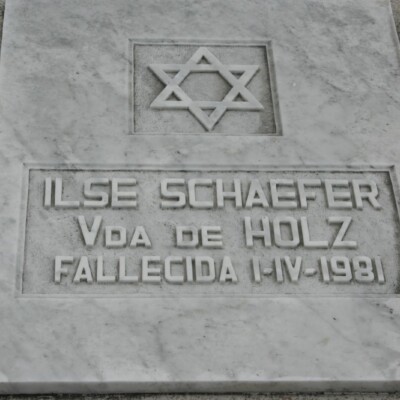 ILSE SCHAEFER
Vda de HOLZ
FALLECIDA 1-IV-1981